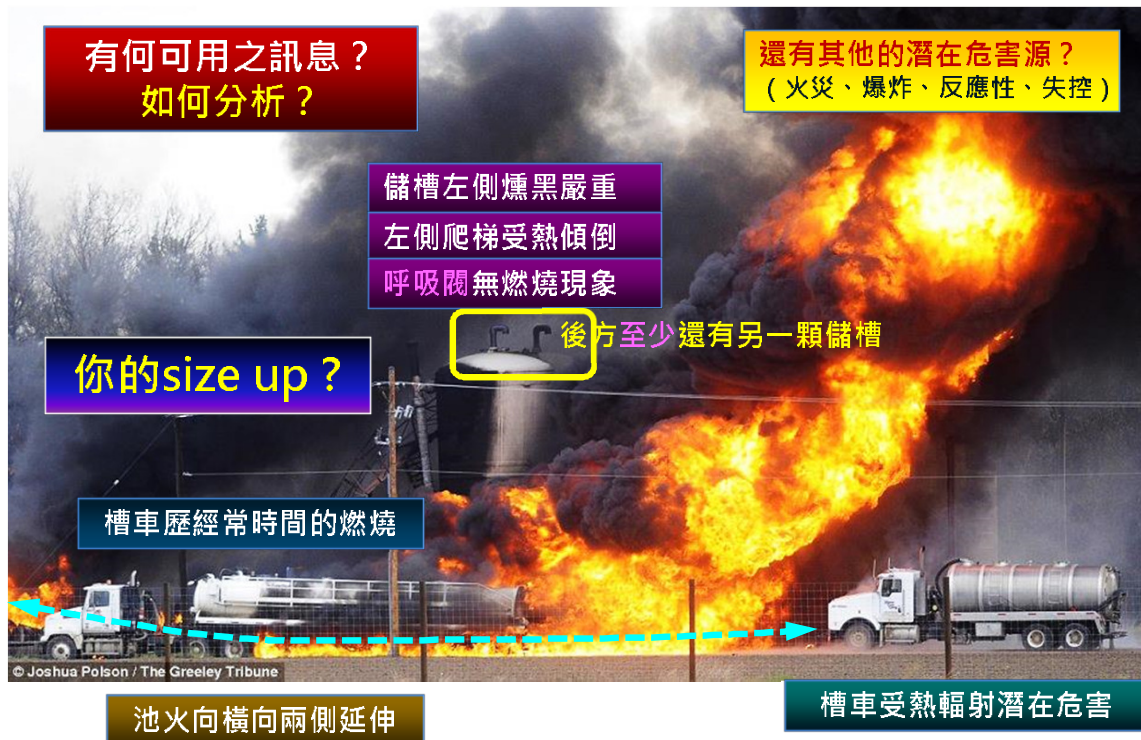 有何可用之訊息？
如何分析？
還有其他的潛在危害源？
（火災、爆炸、反應性、失控）
儲槽左側燻黑嚴重
左側爬梯受熱傾倒
呼吸閥無燃燒現象
後方至少還有另一顆儲槽
你的size up？
槽車歷經常時間的燃燒
© Joshua Polson / The Greeley Tribune
池火向橫向兩側延伸
槽車受熱輻射潛在危害